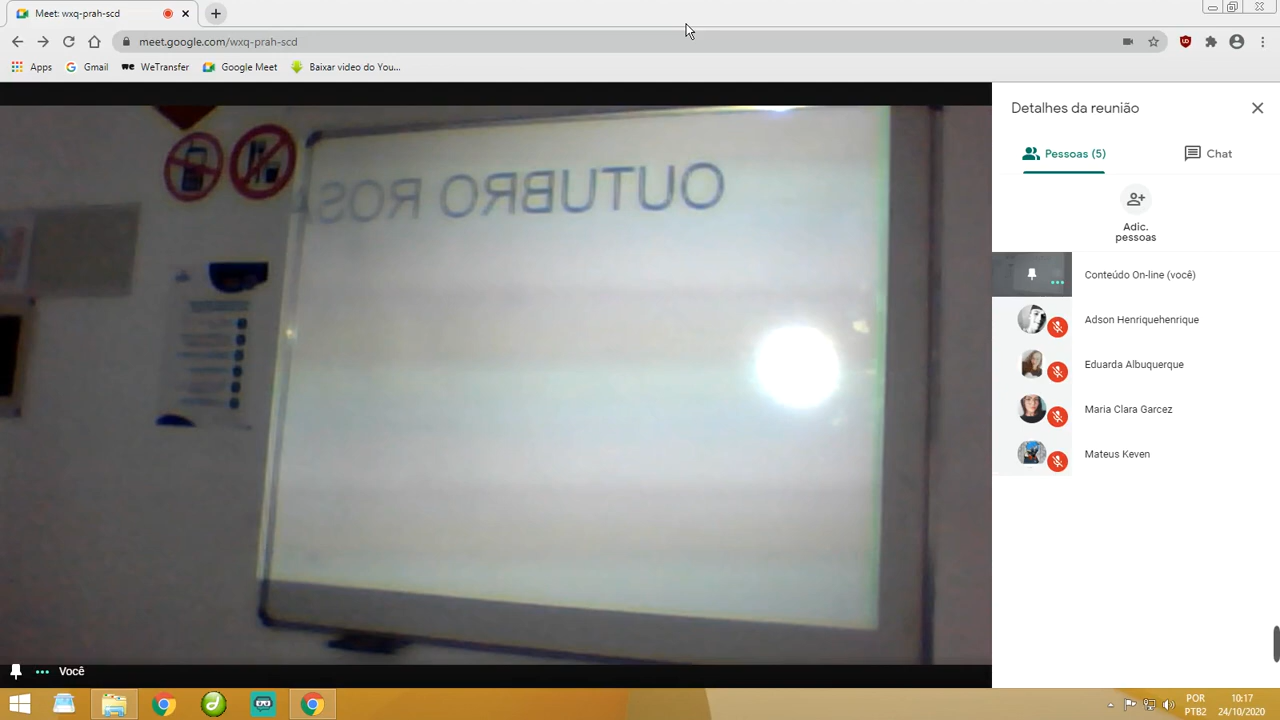 Meet: wxq-prah-scd
meet.google.com/wxq-prah-scd
Apps Gmail WeTransfer Google Meet Baixar video do You...
OUTUBRO ROSA
Você
Detalhes da reunião
Pessoas (5) Chat
Adic.
pessoas
Conteúdo On-line (você)
Adson Henriquehenrique
Eduarda Albuquerque
Maria Clara Garcez
Mateus Keven
POR 10:17
PTB2 24/10/2020